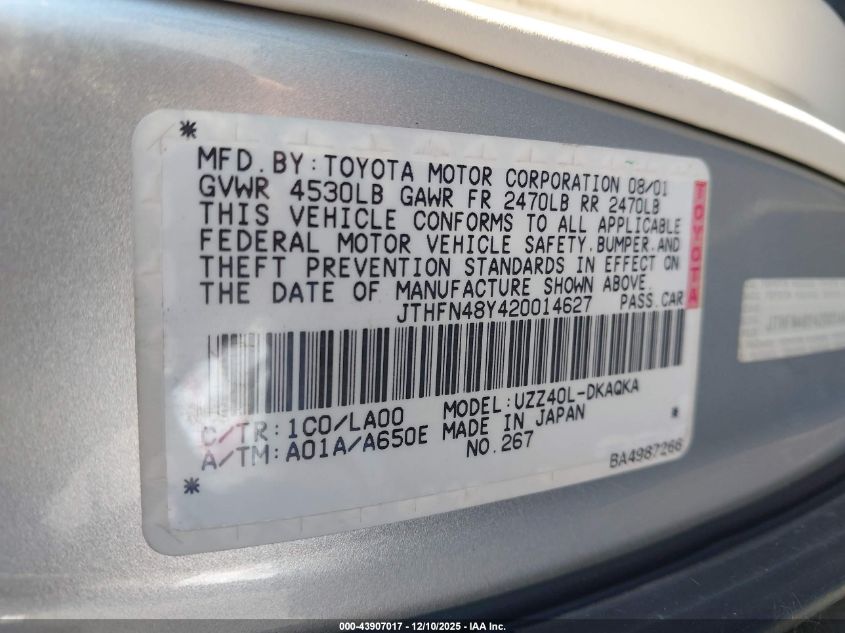 MFD. BY: TOYOTA MOTOR CORPORATION 08/01
GVWR 4530LB GAWR FR 2470LB RR 2470LB
THIS VEHICLE CONFORMS TO ALL APPLICABLE
FEDERAL MOTOR VEHICLE SAFETY, BUMPER, AND
THEFT PREVENTION STANDARDS IN EFFECT ON
THE DATE OF MANUFACTURE SHOWN ABOVE.
JTHFN48Y420014627 PASS.CAR
TOYOTA
C/TR: 1C0/LA00 MODEL: UZZ40L-DKAQKA
A/TM: A01A/A650E MADE IN JAPAN
NO. 267
BA4987266
000-43907017 - 12/10/2025 - IAA Inc.